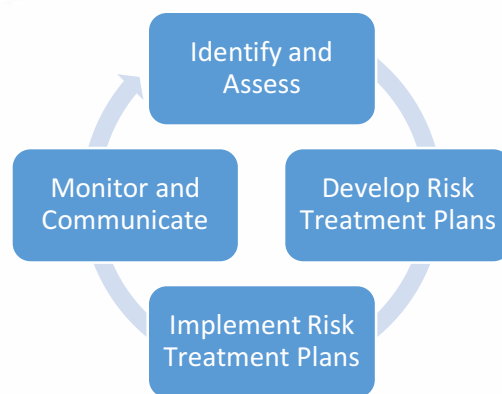 Identify and
Assess
Develop Risk
Treatment Plans
Implement Risk
Treatment Plans
Monitor and
Communicate